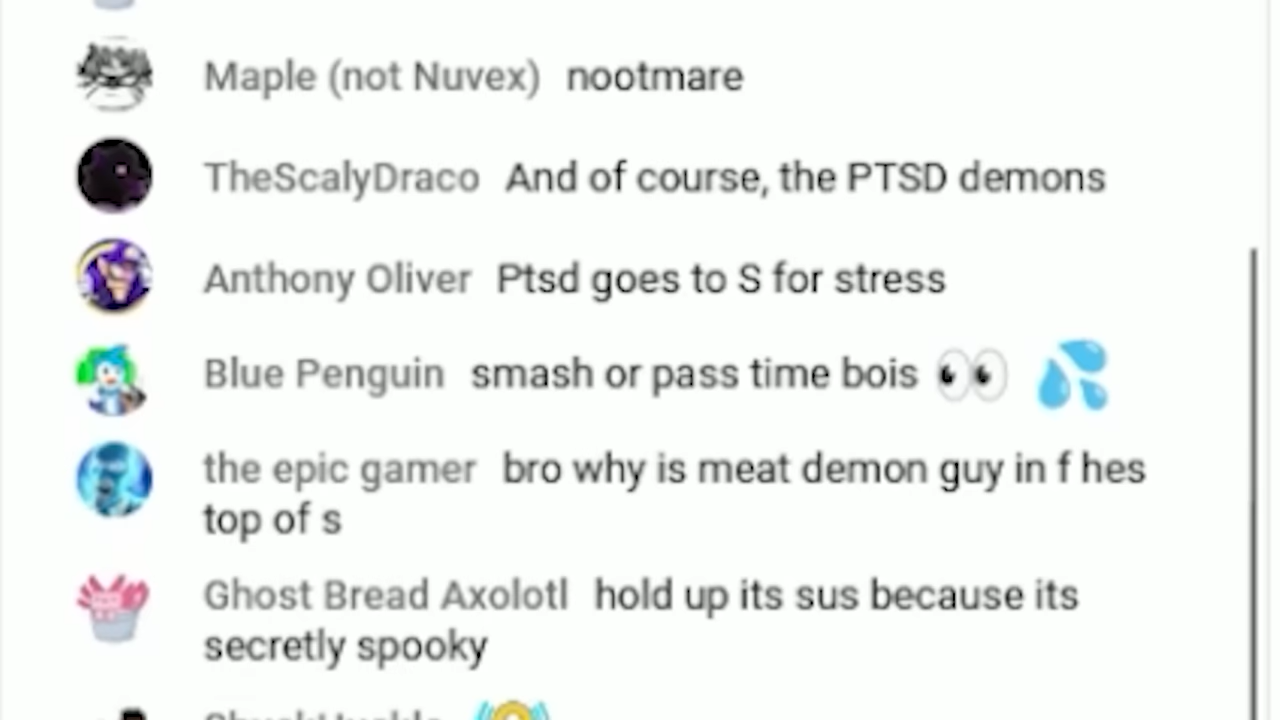 Maple (not Nuvex) nootmare
TheScalyDraco And of course, the PTSD demons
Anthony Oliver Ptsd goes to S for stress
Blue Penguin smash or pass time bois 👀 💦
the epic gamer bro why is meat demon guy in f hes
top of s
Ghost Bread Axolotl hold up its sus because its
secretly spooky